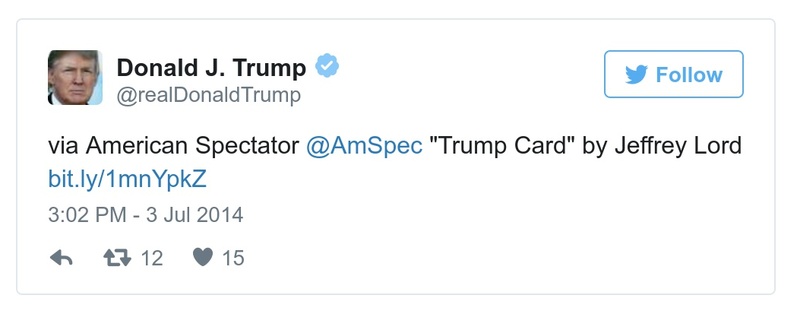 Donald J. Trump
Follow
@realDonaldTrump
via American Spectator @AmSpec "Trump Card" by Jeffrey Lord
bit.ly/1mnYpkZ
3:02 PM - 3 Jul 2014
12 15